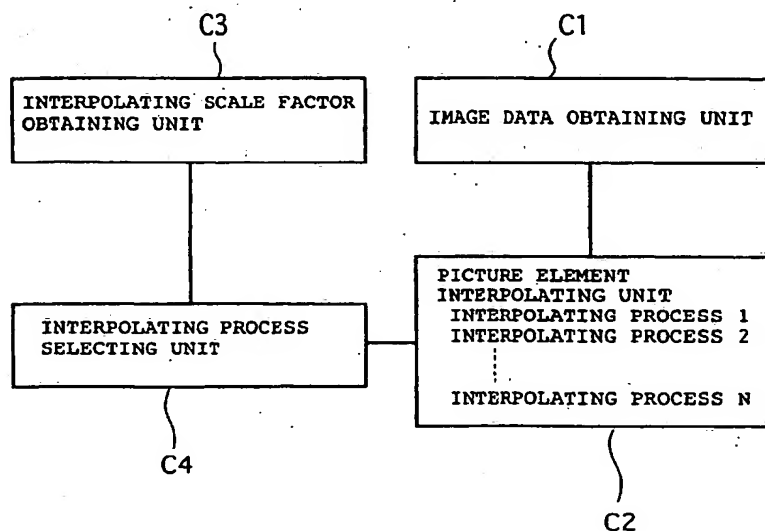 C3
C1
INTERPOLATING SCALE FACTOR
OBTAINING UNIT
IMAGE DATA OBTAINING UNIT
INTERPOLATING PROCESS
SELECTING UNIT
PICTURE ELEMENT
INTERPOLATING UNIT
INTERPOLATING PROCESS 1
INTERPOLATING PROCESS 2
INTERPOLATING PROCESS N
C4
C2